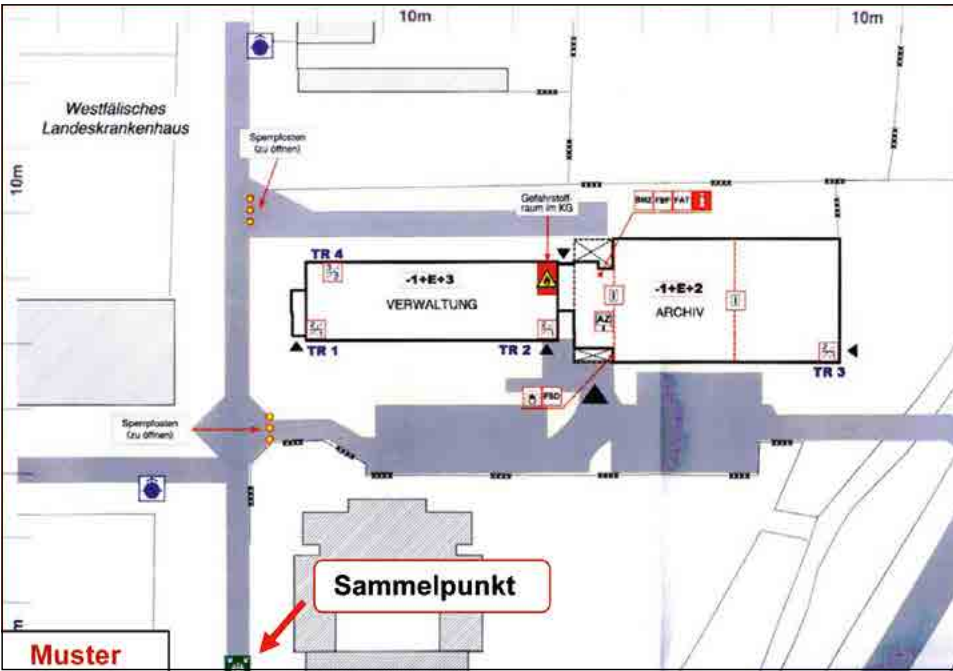 10m
10m
Westfälisches
Landeskrankenhaus
Sperrpfosten
(zu öffnen)
10m
Gefahrstoff-
raum im KG
BMZ FBF FAT
TR 4
-1+E+3
VERWALTUNG
-1+E+2
ARCHIV
AZ
TR 1
TR 2
TR 3
FSD
Sperrpfosten
(zu öffnen)
Sammelpunkt
Muster